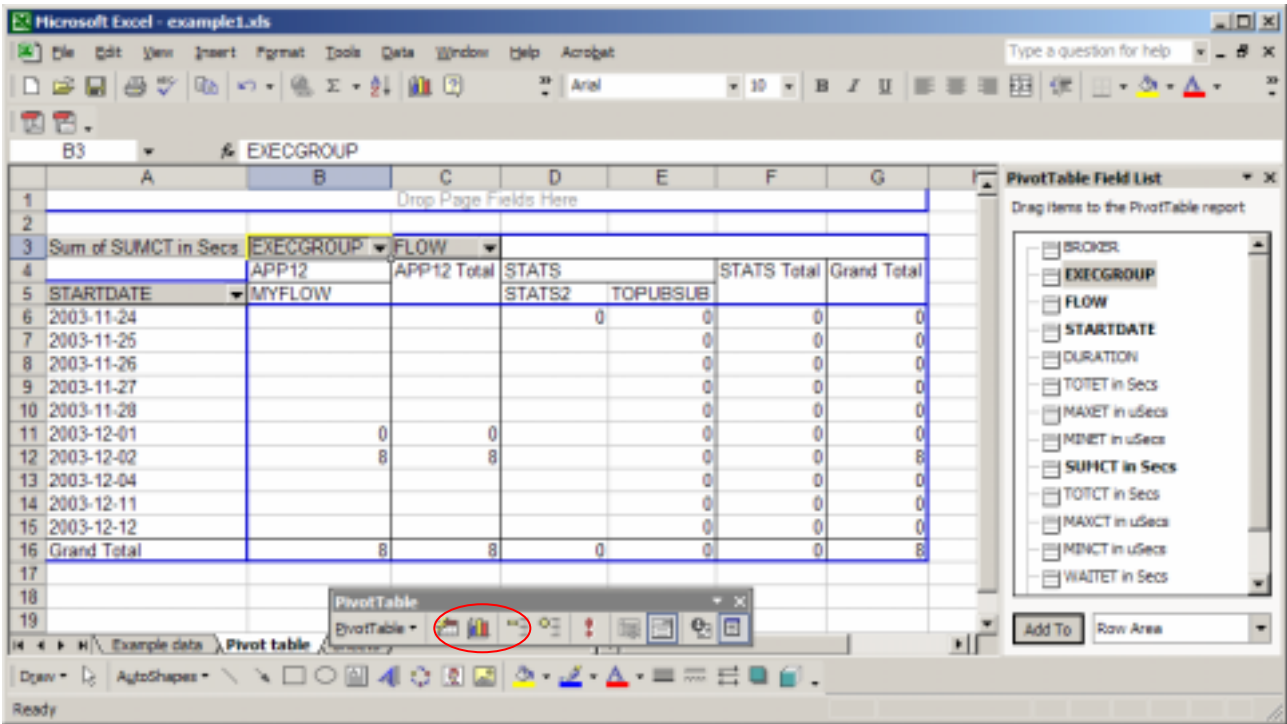 Microsoft Excel - example1.xls
File Edit View Insert Format Tools Data Window Help Acrobat Type a question for help
Arial 10 B I U
B3 fx EXECGROUP
A B C D E F G PivotTable Field List
1 Drop Page Fields Here Drag items to the PivotTable report
2
3 Sum of SUMCT in Secs EXECGROUP FLOW BROKER
4 APP12 APP12 Total STATS STATS Total Grand Total EXECGROUP
5 STARTDATE MYFLOW STATS2 TOPUBSUB FLOW
6 2003-11-24 0 0 0 0 STARTDATE
7 2003-11-25 0 0 0
8 2003-11-26 0 0 0 DURATION
9 2003-11-27 0 0 0 TOTET in Secs
10 2003-11-28 0 0 0 MAXET in uSecs
11 2003-12-01 0 0 0 0 0 MINET in uSecs
12 2003-12-02 8 8 0 0 8 SUMCT in Secs
13 2003-12-04 0 0 0
14 2003-12-11 0 0 0 TOTCT in Secs
15 2003-12-12 0 0 0 MAXCT in uSecs
16 Grand Total 8 8 0 0 0 8 MINCT in uSecs
17 WAITET in Secs
18 PivotTable
19 PivotTable Add To Row Area
Example data Pivot table
Draw AutoShapes
Ready